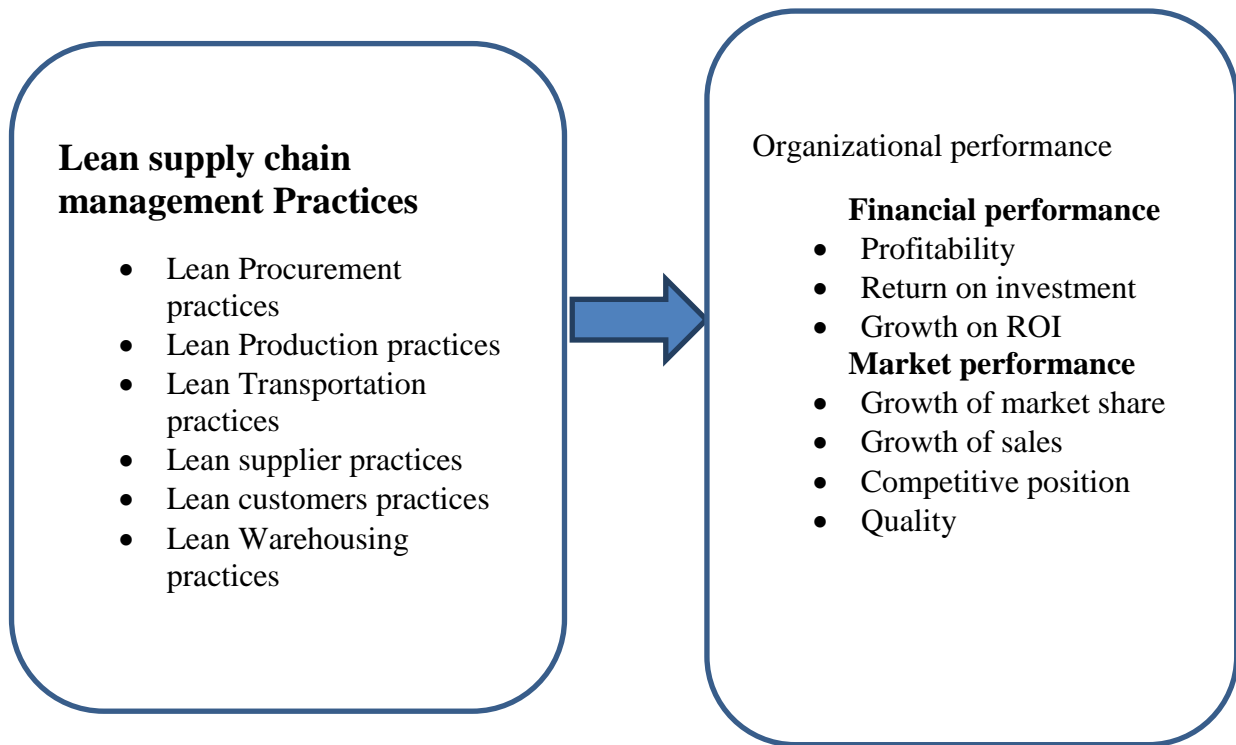 Lean supply chain
management Practices
• Lean Procurement
practices
• Lean Production practices
• Lean Transportation
practices
• Lean supplier practices
• Lean customers practices
• Lean Warehousing
practices
Organizational performance
Financial performance
• Profitability
• Return on investment
• Growth on ROI
Market performance
• Growth of market share
• Growth of sales
• Competitive position
• Quality